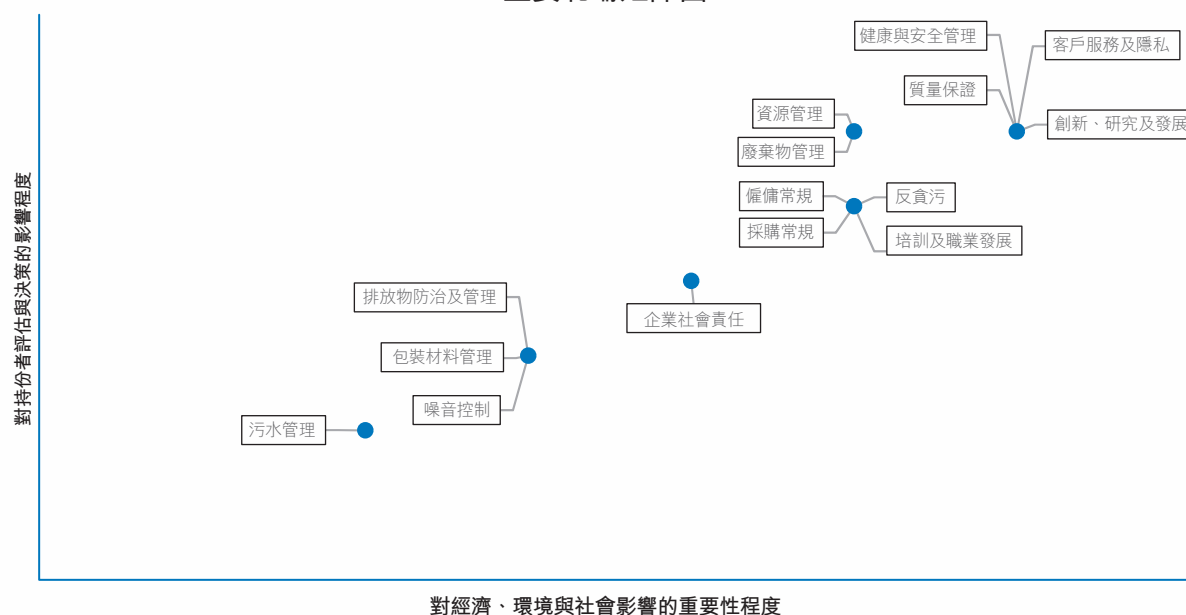 健康與安全管理
客戶服務及隱私
質量保證
資源管理
創新、研究及發展
廢棄物管理
僱傭常規
反貪污
採購常規
培訓及職業發展
排放物防治及管理
企業社會責任
包裝材料管理
噪音控制
污水管理
對持份者評估與決策的影響程度
對經濟、環境與社會影響的重要性程度